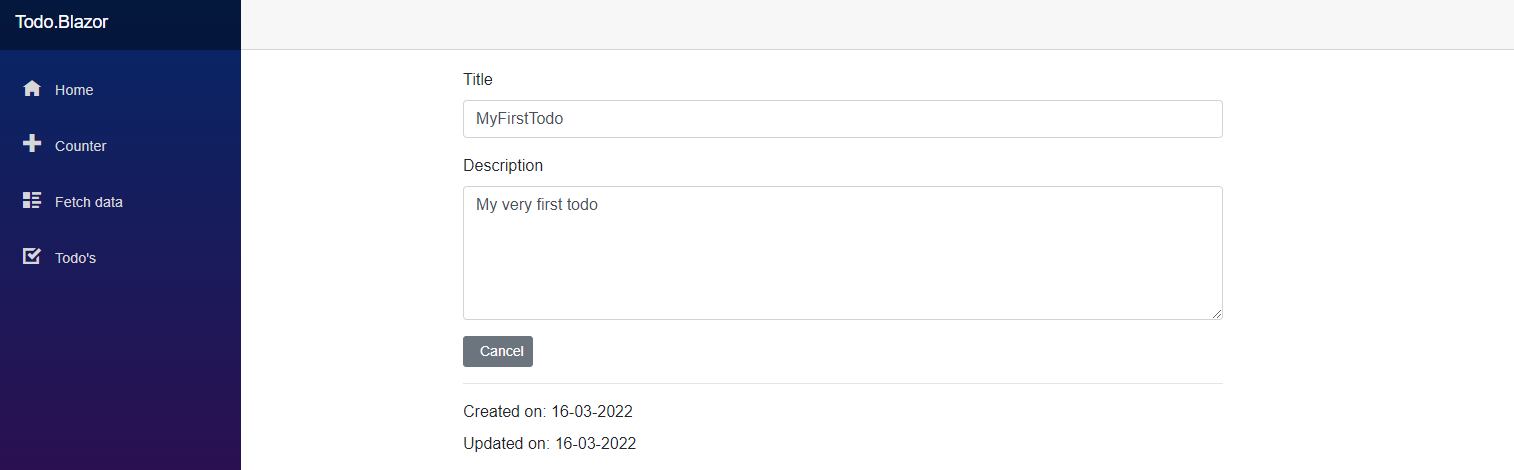 Todo.Blazor
Home
Counter
Fetch data
Todo's
Title
MyFirstTodo
Description
My very first todo
Cancel
Created on: 16-03-2022
Updated on: 16-03-2022